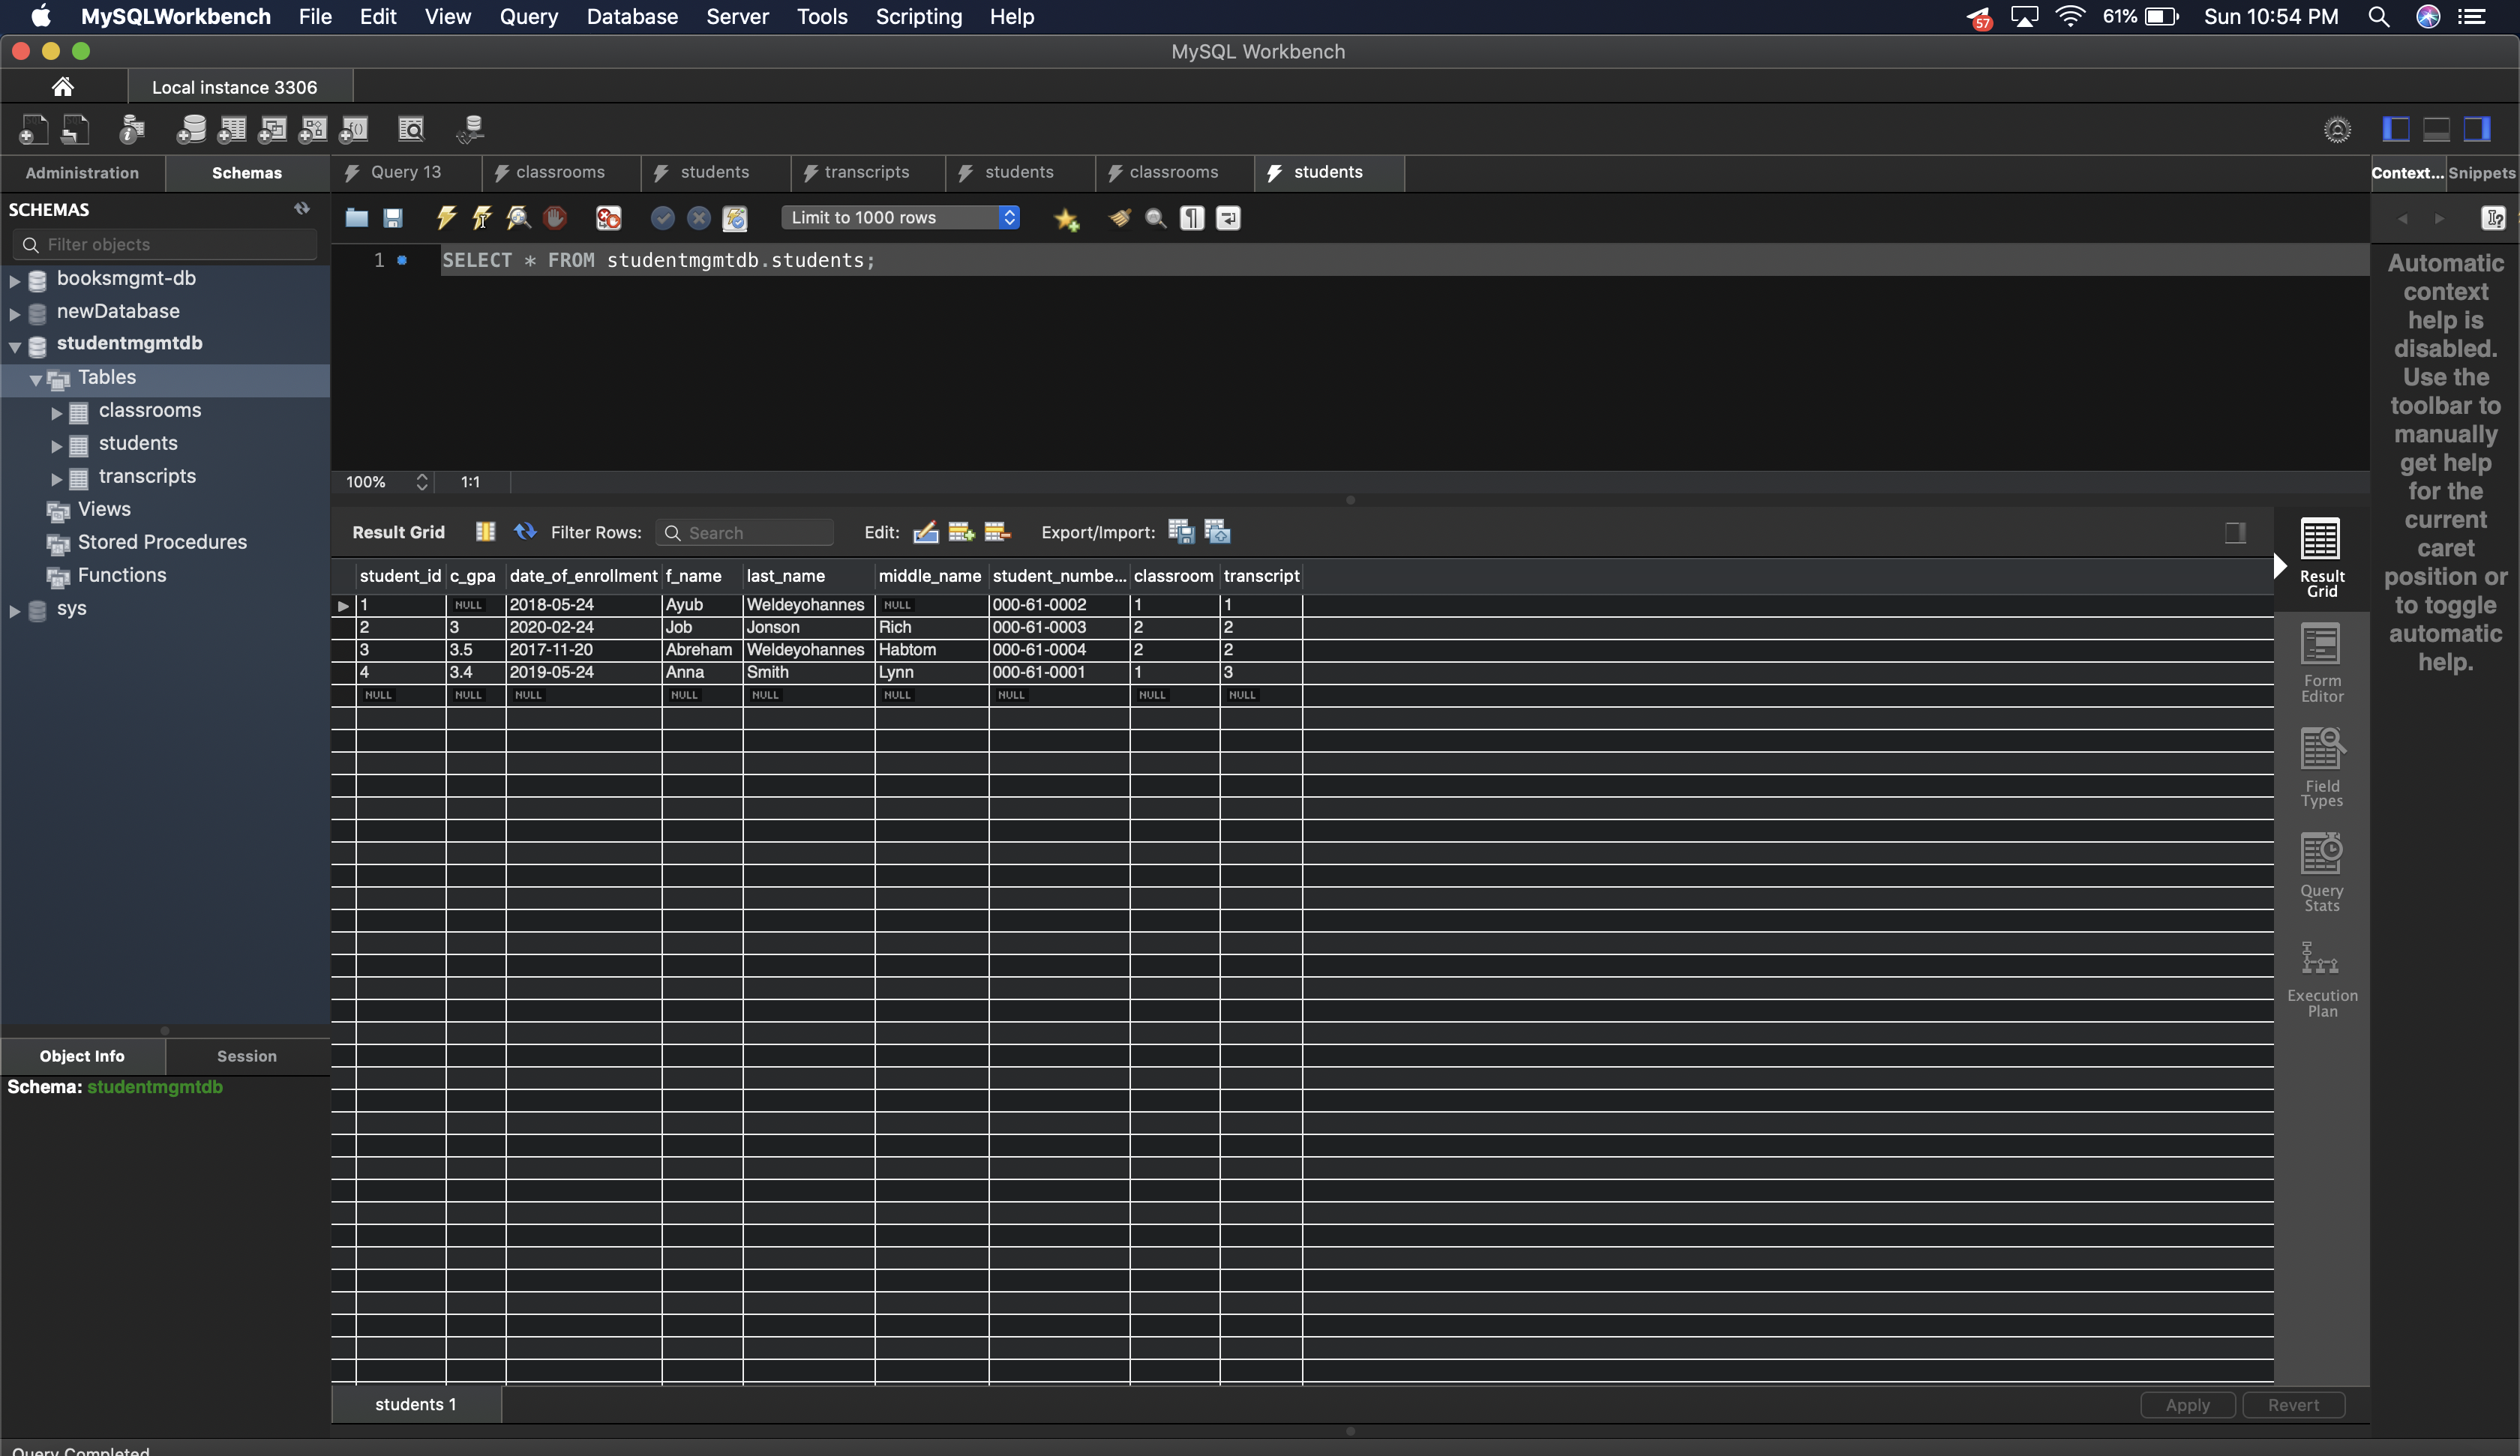 MySQLWorkbench File Edit View Query Database Server Tools Scripting Help 57 61% Sun 10:54 PM
MySQL Workbench
Local instance 3306
Administration Schemas
Query 13 classrooms students transcripts students classrooms students
Context... Snippets
SCHEMAS
Filter objects
booksmgmt-db
newDatabase
studentmgmtdb
Tables
classrooms
students
transcripts
Views
Stored Procedures
Functions
sys
Limit to 1000 rows
1 SELECT * FROM studentmgmtdb.students;
100% 1:1
Result Grid Filter Rows: Search Edit: Export/Import:
student_id c_gpa date_of_enrollment f_name last_name middle_name student_numbe... classroom transcript
1 NULL 2018-05-24 Ayub Weldeyohannes NULL 000-61-0002 1 1
2 3 2020-02-24 Job Jonson Rich 000-61-0003 2 2
3 3.5 2017-11-20 Abreham Weldeyohannes Habtom 000-61-0004 2 2
4 3.4 2019-05-24 Anna Smith Lynn 000-61-0001 1 3
NULL NULL NULL NULL NULL NULL NULL NULL NULL
Result
Grid
Form
Editor
Field
Types
Query
Stats
Execution
Plan
Automatic
context
help is
disabled.
Use the
toolbar to
manually
get help
for the
current
caret
position or
to toggle
automatic
help.
Object Info Session
Schema: studentmgmtdb
students 1
Apply Revert
Query Completed